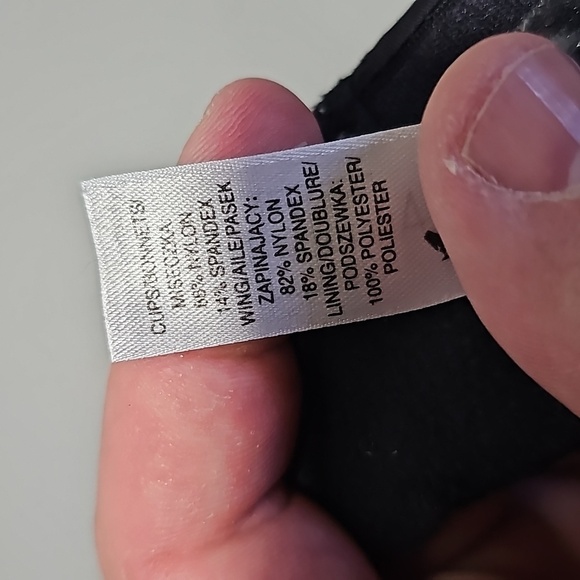 CUPS/BONNETS/
MISECZKA
86% NYLON
14% SPANDEX
WING/AILE/PASEK
ZAPINAJACY:
82% NYLON
18% SPANDEX
LINING/DOUBLURE/
PODSZEWKA:
100% POLYESTER/
POLIESTER